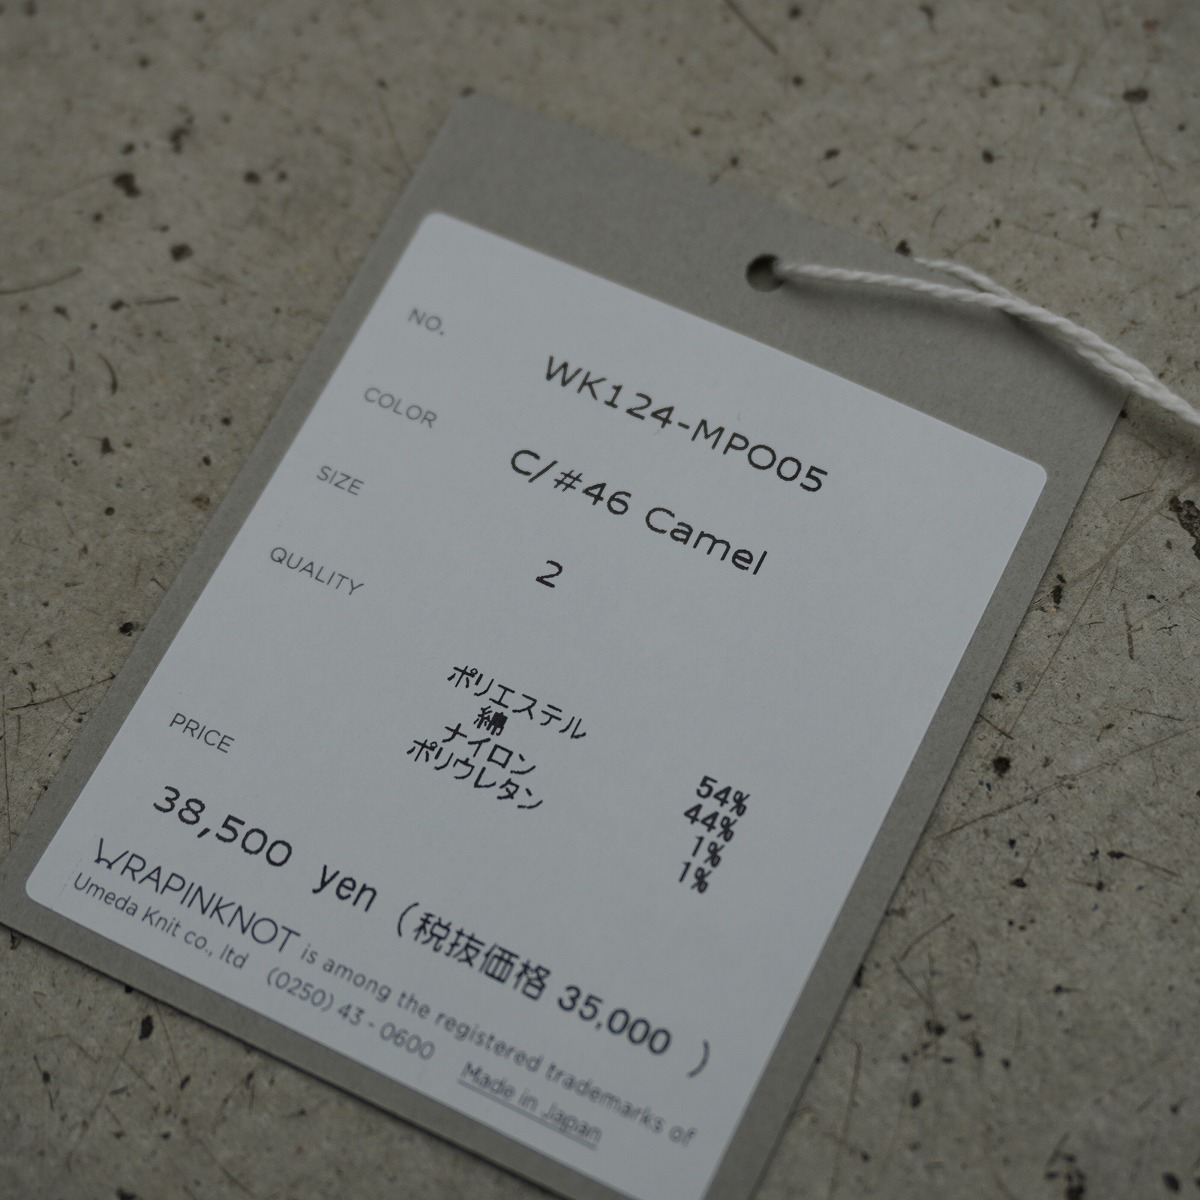 NO. WK124-MPO05
COLOR C/#46 Camel
SIZE 2
QUALITY
ポリエステル 54%
綿 44%
ナイロン 1%
ポリウレタン 1%
PRICE
38,500 yen (税抜価格 35,000 )
WRAPINKNOT is among the registered trademarks of
Umeda Knit co., ltd (0250) 43 - 0600
Made in Japan